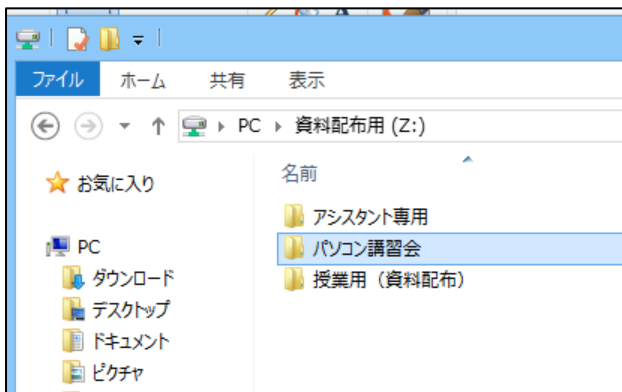 ファイル ホーム 共有 表示
PC 資料配布用 (Z:)
お気に入り
PC
ダウンロード
デスクトップ
ドキュメント
ピクチャ
名前
アシスタント専用
パソコン講習会
授業用（資料配布）